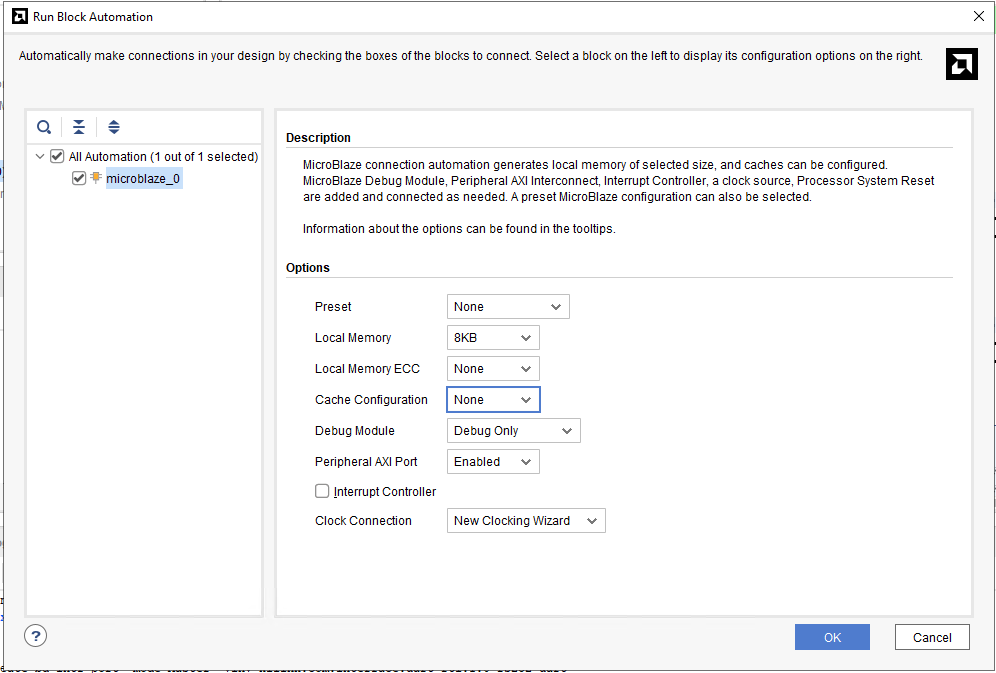 Run Block Automation
Automatically make connections in your design by checking the boxes of the blocks to connect. Select a block on the left to display its configuration options on the right.
All Automation (1 out of 1 selected)
microblaze_0
Description
MicroBlaze connection automation generates local memory of selected size, and caches can be configured.
MicroBlaze Debug Module, Peripheral AXI Interconnect, Interrupt Controller, a clock source, Processor System Reset
are added and connected as needed. A preset MicroBlaze configuration can also be selected.
Information about the options can be found in the tooltips.
Options
Preset None
Local Memory 8KB
Local Memory ECC None
Cache Configuration None
Debug Module Debug Only
Peripheral AXI Port Enabled
Interrupt Controller
Clock Connection New Clocking Wizard
?
OK
Cancel